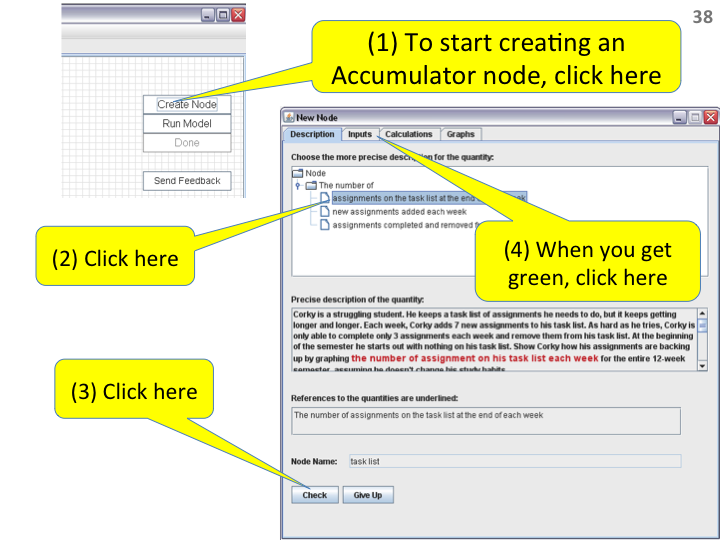 38
(1) To start creating an
Accumulator node, click here
Create Node
Run Model
Done
Send Feedback
New Node
Description Inputs Calculations Graphs
Choose the more precise description for the quantity:
Node
The number of
assignments on the task list at the end week
new assignments added each week
assignments completed and removed
(2) Click here
(4) When you get
green, click here
Precise description of the quantity:
Corky is a struggling student. He keeps a task list of assignments he needs to do, but it keeps getting
longer and longer. Each week, Corky adds 7 new assignments to his task list. As hard as he tries, Corky is
only able to complete only 3 assignments each week and remove them from his task list. At the beginning
of the semester he starts out with nothing on his task list. Show Corky how his assignments are backing
up by graphing the number of assignment on his task list each week for the entire 12-week
semester, assuming he doesn't change his study habits.
(3) Click here
References to the quantities are underlined:
The number of assignments on the task list at the end of each week
Node Name: task list
Check Give Up